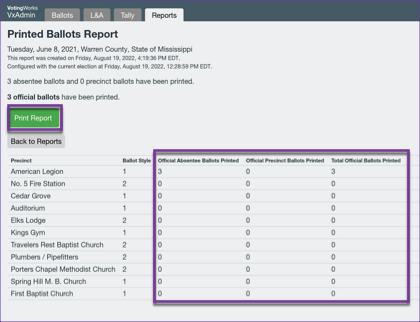 VotingWorks
VxAdmin Ballots L&A Tally Reports
Printed Ballots Report
Tuesday, June 8, 2021, Warren County, State of Mississippi
This report was created on Friday, August 19, 2022, 4:19:36 PM EDT.
Configured with the current election at Friday, August 19, 2022, 12:28:59 PM EDT.
3 absentee ballots and 0 precinct ballots have been printed.
3 official ballots have been printed.
Print Report
Back to Reports
Precinct Ballot Style Official Absentee Ballots Printed Official Precinct Ballots Printed Total Official Ballots Printed
American Legion 1 3 0 3
No. 5 Fire Station 2 0 0 0
Cedar Grove 1 0 0 0
Auditorium 1 0 0 0
Elks Lodge 2 0 0 0
Kings Gym 1 0 0 0
Travelers Rest Baptist Church 2 0 0 0
Plumbers / Pipefitters 2 0 0 0
Porters Chapel Methodist Church 2 0 0 0
Spring Hill M. B. Church 1 0 0 0
First Baptist Church 1 0 0 0